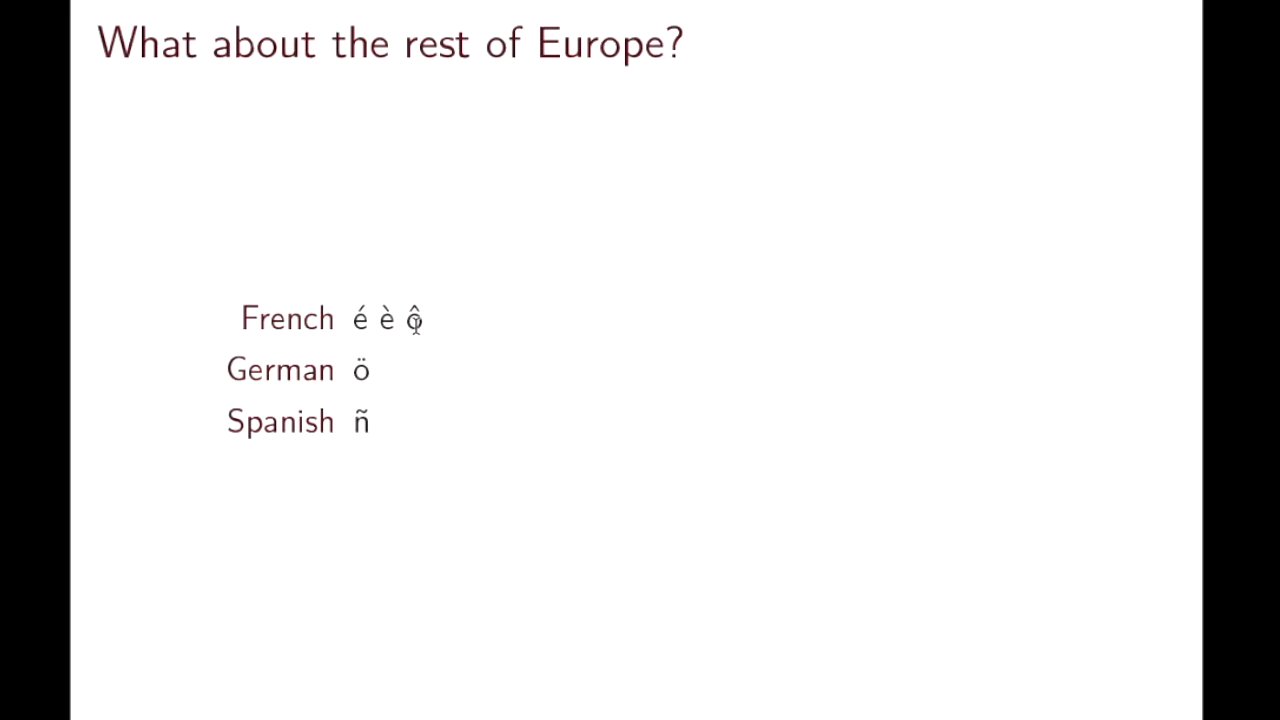 What about the rest of Europe?
French é è ô
German ö
Spanish ñ